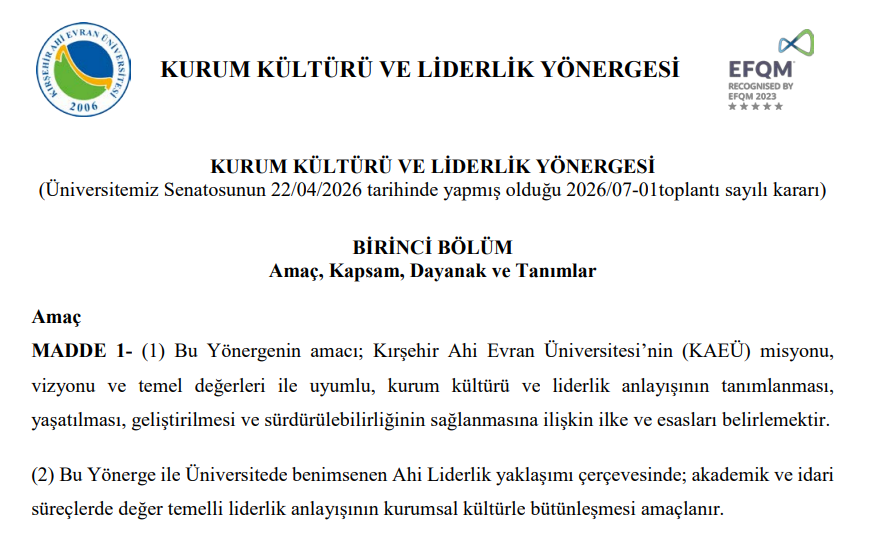 KIRŞEHİR AHİ EVRAN ÜNİVERSİTESİ
2006
KURUM KÜLTÜRÜ VE LİDERLİK YÖNERGESİ
EFQM
RECOGNISED BY
EFQM 2023
★★★★★
KURUM KÜLTÜRÜ VE LİDERLİK YÖNERGESİ
(Üniversitemiz Senatosunun 22/04/2026 tarihinde yapmış olduğu 2026/07-01toplantı sayılı kararı)
BİRİNCİ BÖLÜM
Amaç, Kapsam, Dayanak ve Tanımlar
Amaç
MADDE 1- (1) Bu Yönergenin amacı; Kırşehir Ahi Evran Üniversitesi’nin (KAEÜ) misyonu,
vizyonu ve temel değerleri ile uyumlu, kurum kültürü ve liderlik anlayışının tanımlanması,
yaşatılması, geliştirilmesi ve sürdürülebilirliğinin sağlanmasına ilişkin ilke ve esasları belirlemektir.
(2) Bu Yönerge ile Üniversitede benimsenen Ahi Liderlik yaklaşımı çerçevesinde; akademik ve idari
süreçlerde değer temelli liderlik anlayışının kurumsal kültürle bütünleşmesi amaçlanır.